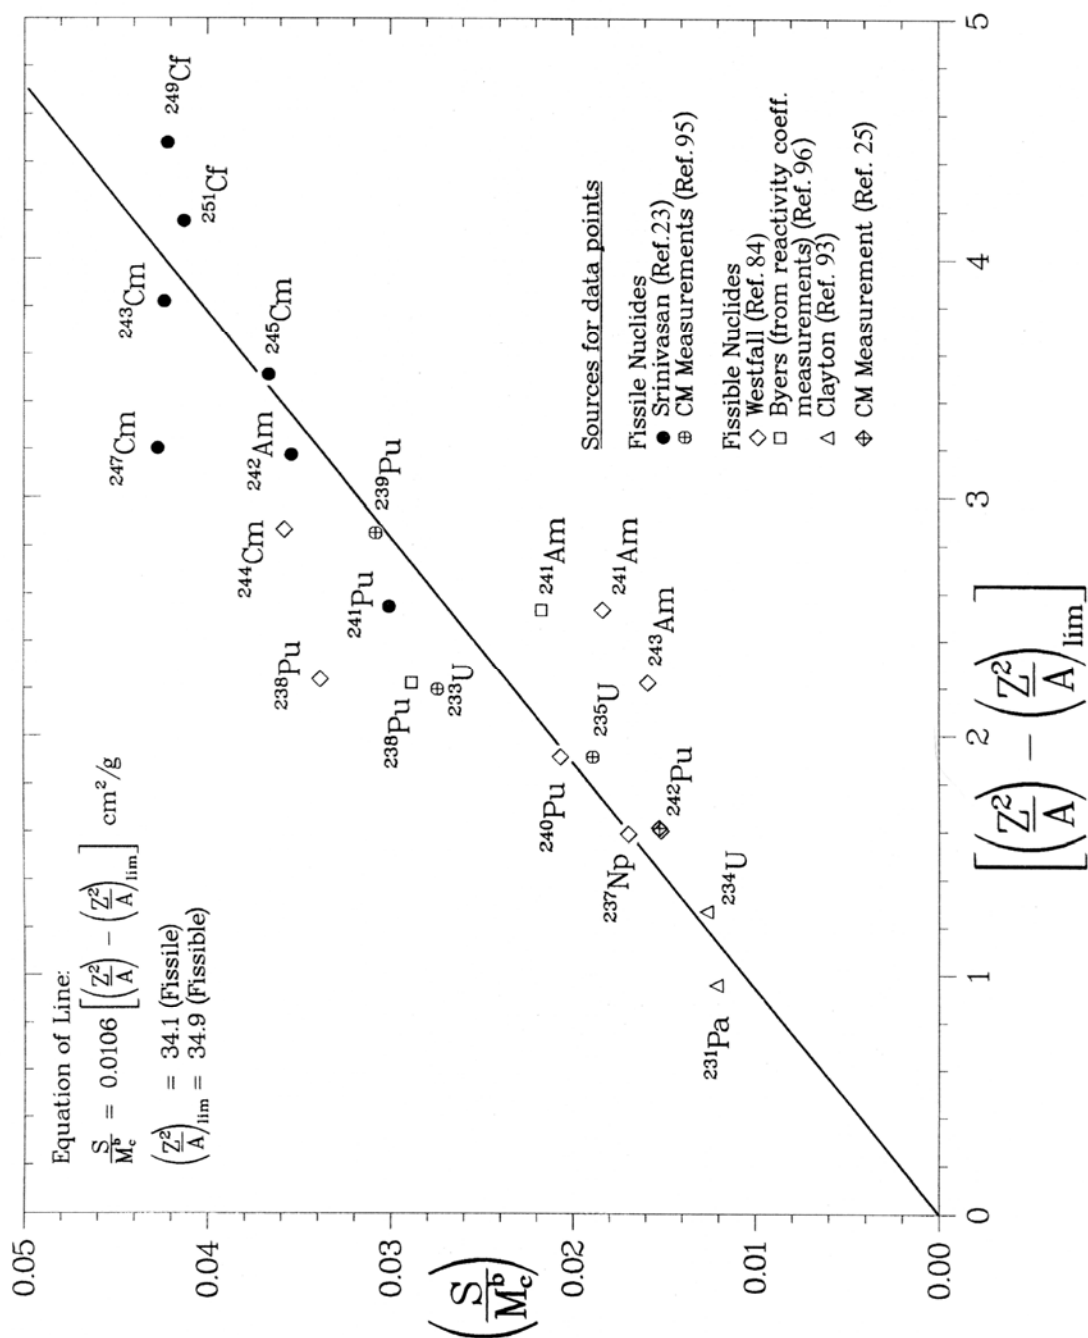 Equation of Line:
S/M_c^b = 0.0106 [(Z²/A) − (Z²/A)_lim] cm²/g
(Z²/A)_lim = 34.1 (Fissile)
= 34.9 (Fissible)
(S/M_c^b)
0.05
0.04
0.03
0.02
0.01
0.00
²⁴⁹Cf
²⁵¹Cf
²⁴³Cm
²⁴⁵Cm
²⁴⁷Cm
²⁴²Am
²⁴⁴Cm
²³⁹Pu
²⁴¹Pu
²³⁸Pu
²³⁸Pu
²³³U
²⁴¹Am
²⁴¹Am
²⁴³Am
²³⁵U
²⁴⁰Pu
²⁴²Pu
²³⁷Np
²³⁴U
²³¹Pa
Sources for data points
Fissile Nuclides
Srinivasan (Ref.23)
CM Measurements (Ref.95)
Fissible Nuclides
Westfall (Ref. 84)
Byers (from reactivity coeff.
measurements) (Ref. 96)
Clayton (Ref. 93)
CM Measurement (Ref. 25)
0
1
2
3
4
5
[(Z²/A) − (Z²/A)_lim]